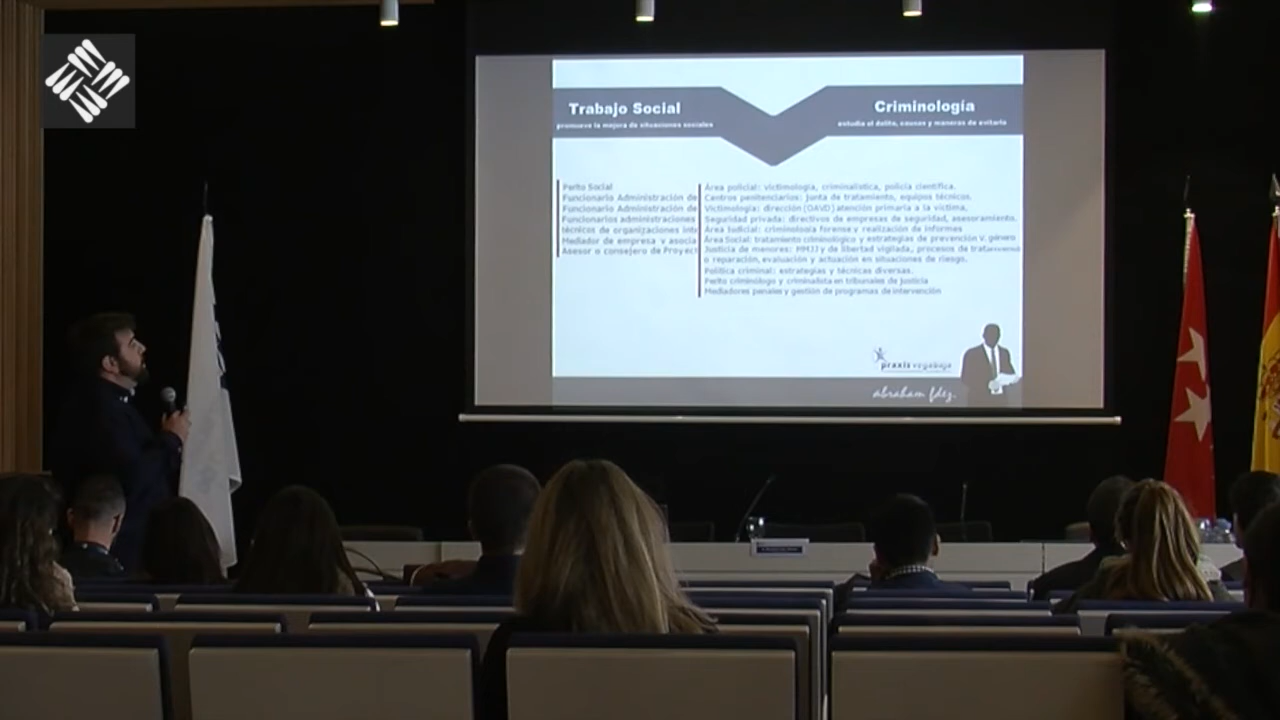 Trabajo Social
promueve la mejora de situaciones sociales
Criminología
estudia el delito, causas y maneras de evitarlo
Perito Social
Funcionario Administración de
Funcionario Administración de
Funcionarios administraciones
técnicos de organizaciones inte
Mediador de empresa y asocia
Asesor o consejero de Proyect
Área policial: victimología, criminalística, policía científica.
Centros penitenciarios: junta de tratamiento, equipos técnicos.
Victimología: dirección (OAVD) atención primaria a la víctima,
Seguridad privada: directivos de empresas de seguridad, asesoramiento.
Área Judicial: criminología forense y realización de informes
Área Social: tratamiento criminológico y estrategias de prevención V. género
Justicia de menores: MMJJ y de libertad vigilada, procesos de tratamiento
o reparación, evaluación y actuación en situaciones de riesgo.
Política criminal: estrategias y técnicas diversas.
Perito criminólogo y criminalista en tribunales de justicia
Mediadores penales y gestión de programas de intervención
praxis vegabaja
abraham fdez.